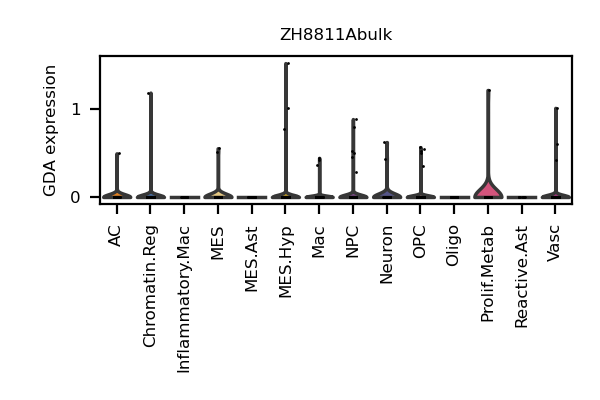 ZH8811Abulk
GDA expression
1
0
AC
Chromatin.Reg
Inflammatory.Mac
MES
MES.Ast
MES.Hyp
Mac
NPC
Neuron
OPC
Oligo
Prolif.Metab
Reactive.Ast
Vasc